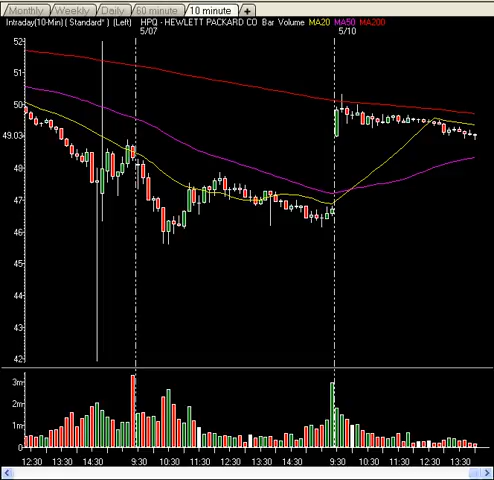 Monthly Weekly Daily 60 minute 10 minute +
Intraday(10-Min) ( Standard* ) (Left) HPQ - HEWLETT PACKARD CO Bar Volume MA20 MA50 MA200
5/07 5/10
52
51
50
49.03
48
47
46
45
44
43
42
3m
2m
1m
0
12:30 13:30 14:30 9:30 10:30 11:30 12:30 13:30 14:30 9:30 10:30 11:30 12:30 13:30